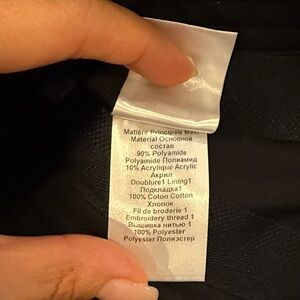 Matière Principale Main
Material Основной
состав
90% Polyamide
Polyamide Полиамид
10% Acrylique Acrylic
Акрил
Doublure1 Lining1
Подкладка1
100% Coton Cotton
Хлопок
Fil de broderie 1
Embroidery thread 1
Вышивка нитью 1
100% Polyester
Polyester Полиэстер